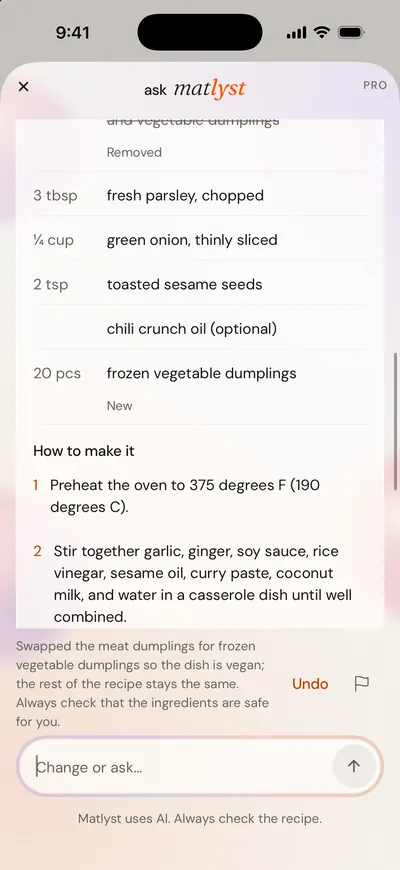 9:41
ask matlyst
PRO
and vegetable dumplings
Removed
3 tbsp fresh parsley, chopped
¼ cup green onion, thinly sliced
2 tsp toasted sesame seeds
chili crunch oil (optional)
20 pcs frozen vegetable dumplings
New
How to make it
1 Preheat the oven to 375 degrees F (190
degrees C).
2 Stir together garlic, ginger, soy sauce, rice
vinegar, sesame oil, curry paste, coconut
milk, and water in a casserole dish until well
combined.
Swapped the meat dumplings for frozen
vegetable dumplings so the dish is vegan;
the rest of the recipe stays the same.
Always check that the ingredients are safe
for you.
Undo
Change or ask...
Matlyst uses AI. Always check the recipe.